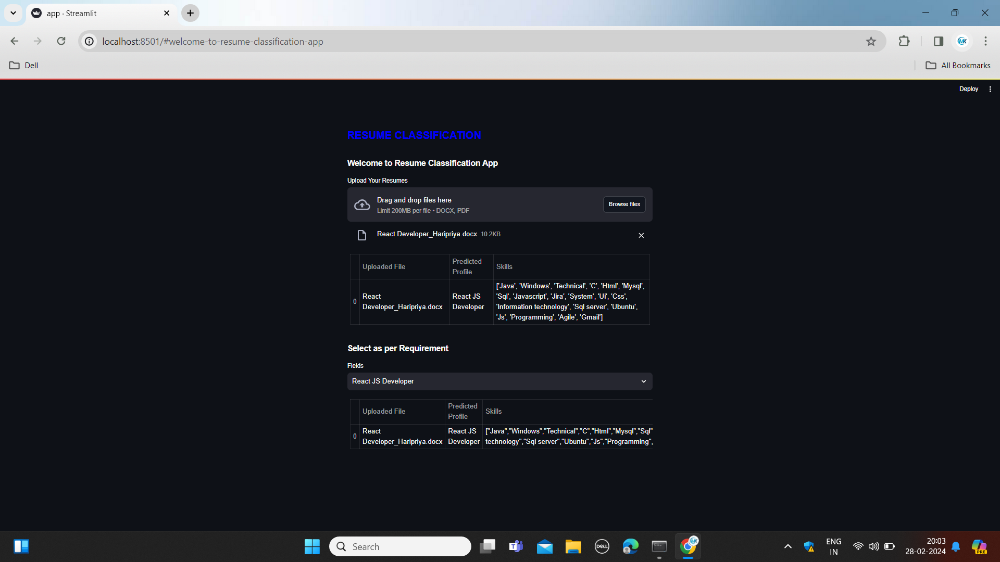 app · Streamlit
localhost:8501/#welcome-to-resume-classification-app
MK
Dell
All Bookmarks
Deploy
RESUME CLASSIFICATION
Welcome to Resume Classification App
Upload Your Resumes
Drag and drop files here
Limit 200MB per file • DOCX, PDF
Browse files
React Developer_Haripriya.docx 10.2KB
Uploaded File
Predicted
Profile
Skills
0
React
Developer_Haripriya.docx
React JS
Developer
['Java', 'Windows', 'Technical', 'C', 'Html', 'Mysql',
'Sql', 'Javascript', 'Jira', 'System', 'Ui', 'Css',
'Information technology', 'Sql server', 'Ubuntu',
'Js', 'Programming', 'Agile', 'Gmail']
Select as per Requirement
Fields
React JS Developer
Uploaded File
Predicted
Profile
Skills
0
React
Developer_Haripriya.docx
React JS
Developer
["Java","Windows","Technical","C","Html","Mysql","Sql"
technology","Sql server","Ubuntu","Js","Programming",
Search
DELL
MK
ENG
IN
20:03
28-02-2024
PRE